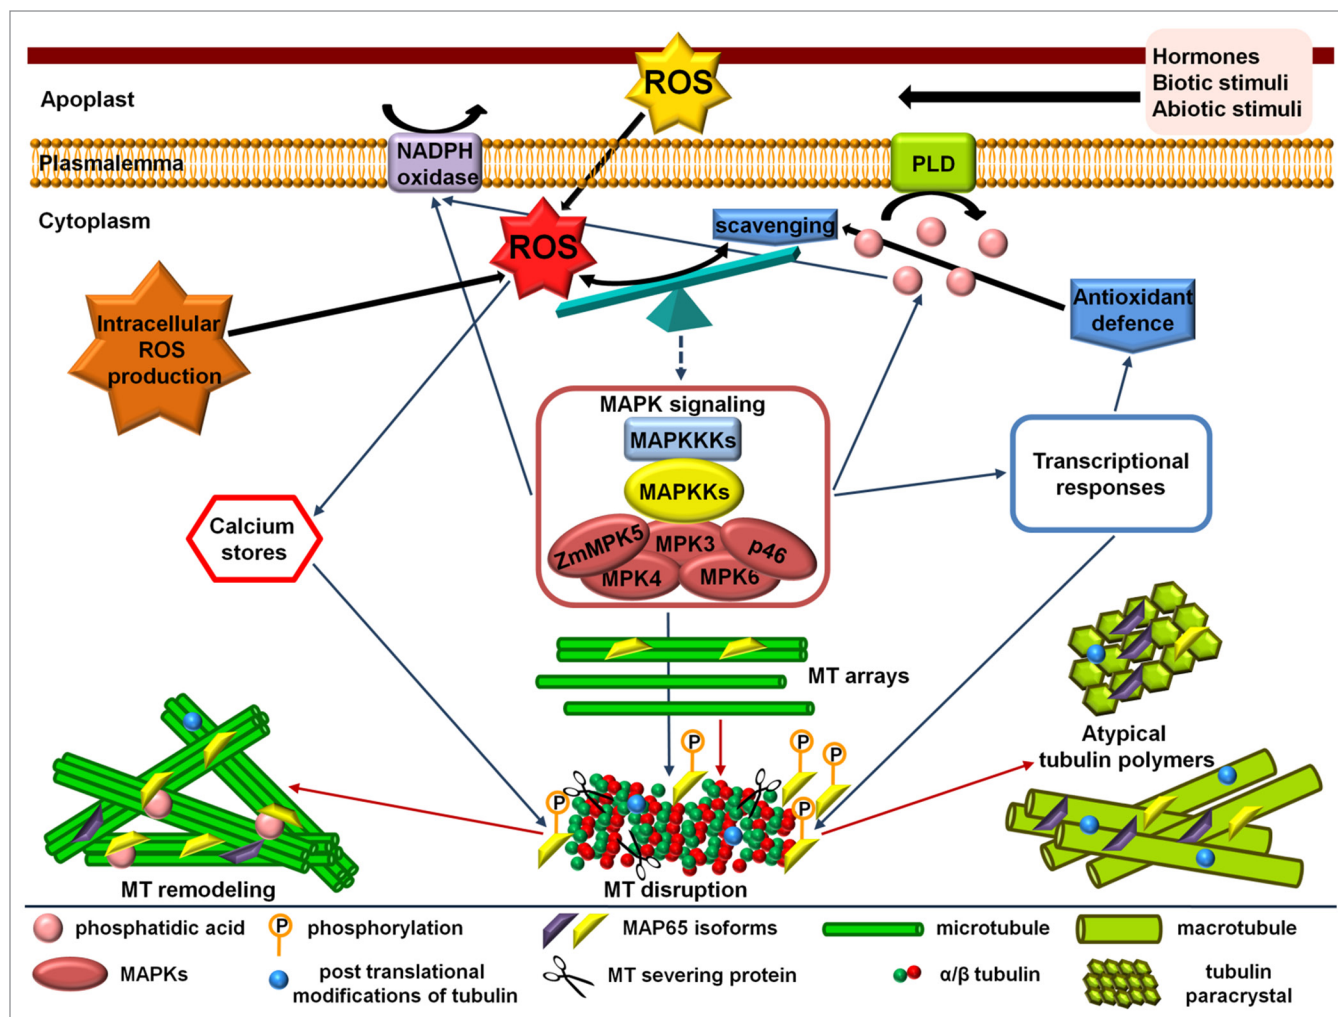 Hormones
Biotic stimuli
Abiotic stimuli
ROS
Apoplast
NADPH
oxidase
Plasmalemma
PLD
Cytoplasm
ROS
scavenging
Intracellular
ROS
production
Antioxidant
defence
MAPK signaling
MAPKKKs
MAPKKs
ZmMPK5
MPK3
p46
MPK4
MPK6
Transcriptional
responses
Calcium
stores
MT arrays
Atypical
tubulin polymers
P
P
P
P
P
MT remodeling
MT disruption
phosphatidic acid
P
phosphorylation
MAP65 isoforms
microtubule
macrotubule
MAPKs
post translational
modifications of tubulin
MT severing protein
α/β tubulin
tubulin
paracrystal